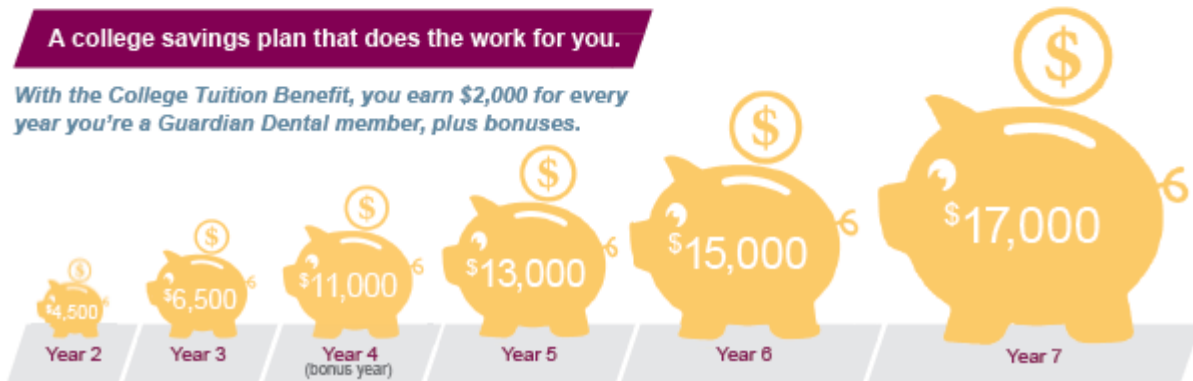 A college savings plan that does the work for you.
With the College Tuition Benefit, you earn $2,000 for every
year you're a Guardian Dental member, plus bonuses.
$
$
$
$
$
$
$4,500
$6,500
$11,000
$13,000
$15,000
$17,000
Year 2
Year 3
Year 4
(bonus year)
Year 5
Year 6
Year 7